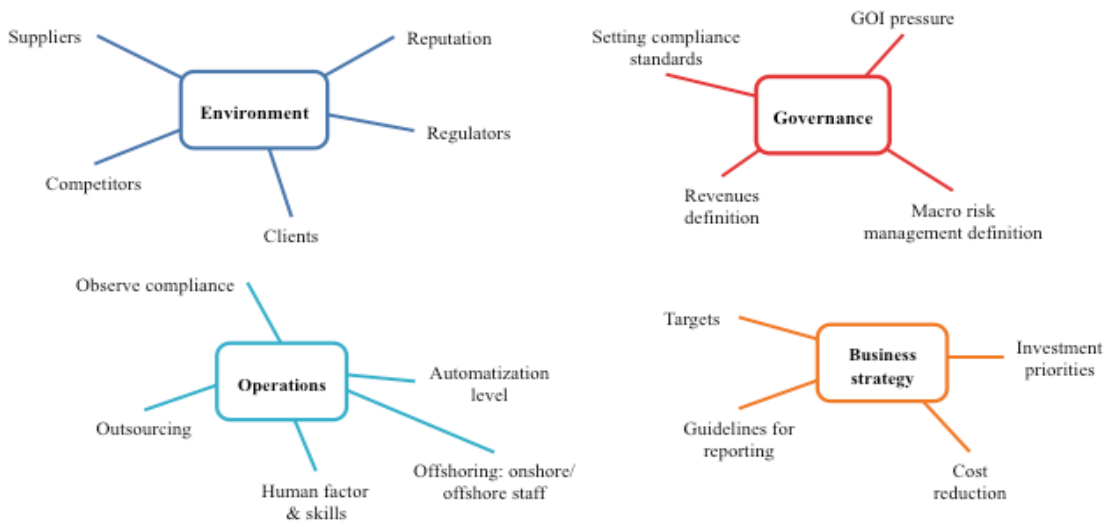 Suppliers
Reputation
Environment
Regulators
Competitors
Clients
GOI pressure
Setting compliance
standards
Governance
Revenues
definition
Macro risk
management definition
Observe compliance
Operations
Automatization
level
Outsourcing
Offshoring: onshore/
offshore staff
Human factor
& skills
Targets
Business
strategy
Investment
priorities
Guidelines for
reporting
Cost
reduction